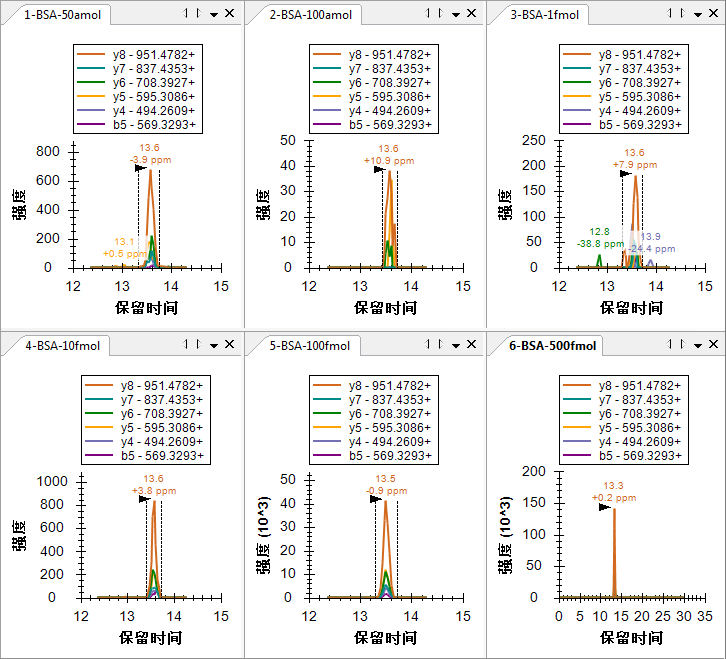 1-BSA-50amol
y8 - 951.4782+
y7 - 837.4353+
y6 - 708.3927+
y5 - 595.3086+
y4 - 494.2609+
b5 - 569.3293+
13.6
-3.9 ppm
13.1
+0.5 ppm
强度
800
600
400
200
0
12 13 14 15
保留时间
2-BSA-100amol
y8 - 951.4782+
y7 - 837.4353+
y6 - 708.3927+
y5 - 595.3086+
y4 - 494.2609+
b5 - 569.3293+
13.6
+10.9 ppm
强度
50
40
30
20
10
0
12 13 14 15
保留时间
3-BSA-1fmol
y8 - 951.4782+
y7 - 837.4353+
y6 - 708.3927+
y5 - 595.3086+
y4 - 494.2609+
b5 - 569.3293+
13.6
+7.9 ppm
12.8
-38.8 ppm
13.9
-24.4 ppm
强度
250
200
150
100
50
0
12 13 14 15
保留时间
4-BSA-10fmol
y8 - 951.4782+
y7 - 837.4353+
y6 - 708.3927+
y5 - 595.3086+
y4 - 494.2609+
b5 - 569.3293+
13.6
+3.8 ppm
强度
1000
800
600
400
200
0
12 13 14 15
保留时间
5-BSA-100fmol
y8 - 951.4782+
y7 - 837.4353+
y6 - 708.3927+
y5 - 595.3086+
y4 - 494.2609+
b5 - 569.3293+
13.5
-0.9 ppm
强度 (10^3)
50
40
30
20
10
0
12 13 14 15
保留时间
6-BSA-500fmol
y8 - 951.4782+
y7 - 837.4353+
y6 - 708.3927+
y5 - 595.3086+
y4 - 494.2609+
b5 - 569.3293+
13.3
+0.2 ppm
强度 (10^3)
200
150
100
50
0
0 5 10 15 20 25 30 35
保留时间